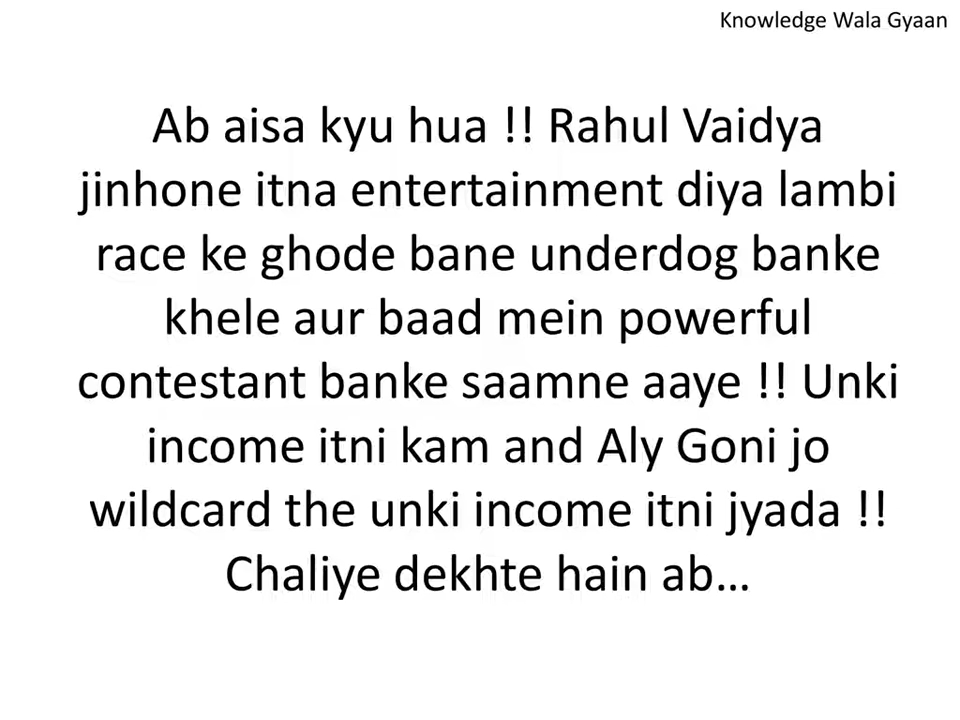 Knowledge Wala Gyaan
Ab aisa kyu hua !! Rahul Vaidya
jinhone itna entertainment diya lambi
race ke ghode bane underdog banke
khele aur baad mein powerful
contestant banke saamne aaye !! Unki
income itni kam and Aly Goni jo
wildcard the unki income itni jyada !!
Chaliye dekhte hain ab...